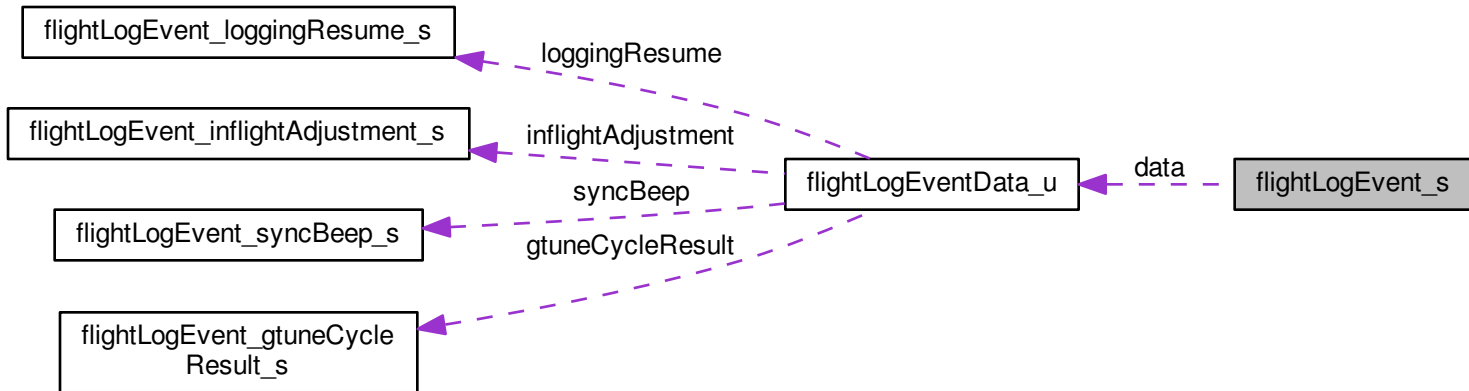 flightLogEvent_loggingResume_s
loggingResume
flightLogEvent_inflightAdjustment_s
inflightAdjustment
flightLogEventData_u
data
flightLogEvent_s
syncBeep
flightLogEvent_syncBeep_s
gtuneCycleResult
flightLogEvent_gtuneCycle
Result_s